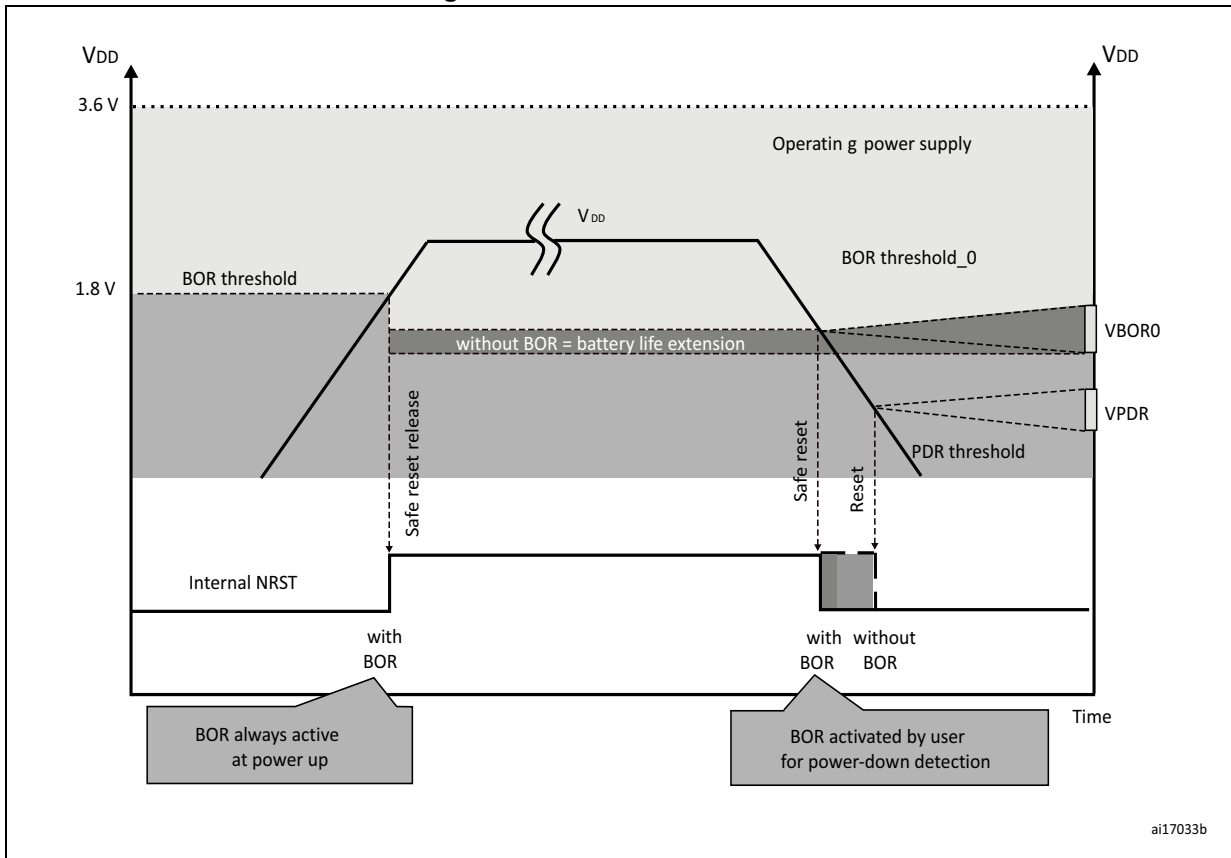 VDD
VDD
3.6 V
Operatin g power supply
VDD
BOR threshold
BOR threshold_0
1.8 V
VBOR0
without BOR = battery life extension
VPDR
PDR threshold
Safe reset release
Safe reset
Reset
Internal NRST
with
BOR
with
BOR
without
BOR
Time
BOR always active
at power up
BOR activated by user
for power-down detection
ai17033b